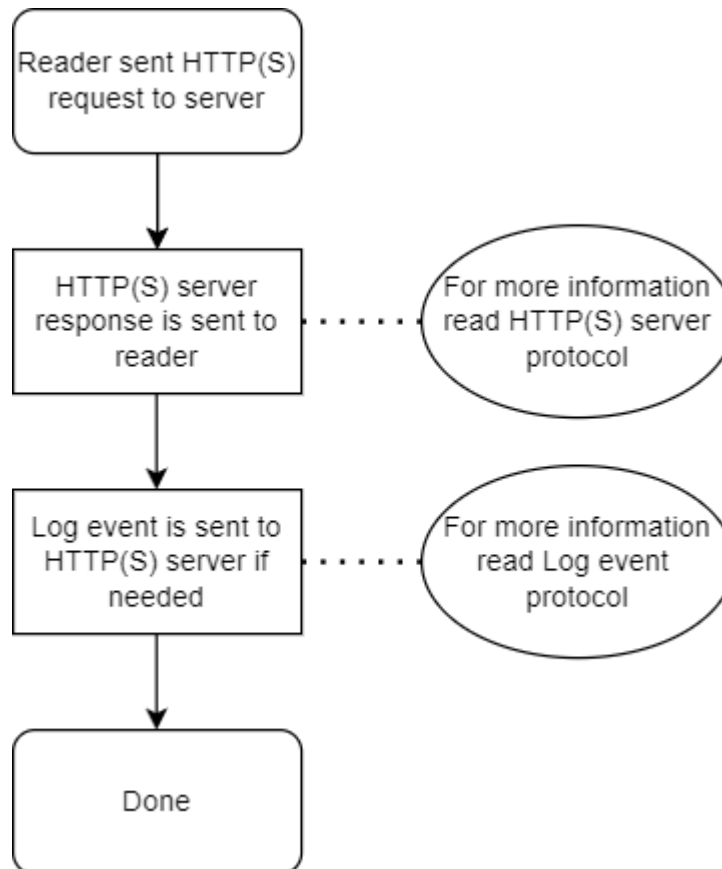 Reader sent HTTP(S)
request to server
HTTP(S) server
response is sent to
reader
For more information
read HTTP(S) server
protocol
Log event is sent to
HTTP(S) server if
needed
For more information
read Log event
protocol
Done